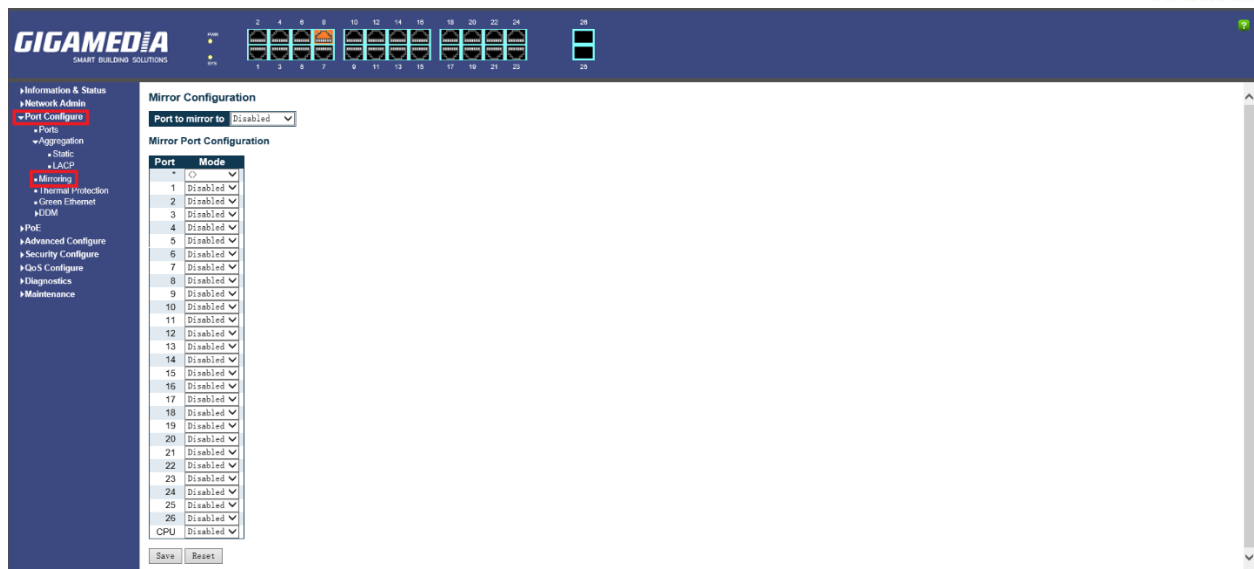 2 4 6 8 10 12 14 16 18 20 22 24 26
GIGAMEDIA
SMART BUILDING SOLUTIONS
PWR
SYS
1 3 5 7 9 11 13 15 17 19 21 23 25
?
Information & Status
Network Admin
Port Configure
Ports
Aggregation
Static
LACP
Mirroring
Thermal Protection
Green Ethernet
DDM
PoE
Advanced Configure
Security Configure
QoS Configure
Diagnostics
Maintenance
Mirror Configuration
Port to mirror to Disabled
Mirror Port Configuration
Port Mode
* <>
1 Disabled
2 Disabled
3 Disabled
4 Disabled
5 Disabled
6 Disabled
7 Disabled
8 Disabled
9 Disabled
10 Disabled
11 Disabled
12 Disabled
13 Disabled
14 Disabled
15 Disabled
16 Disabled
17 Disabled
18 Disabled
19 Disabled
20 Disabled
21 Disabled
22 Disabled
23 Disabled
24 Disabled
25 Disabled
26 Disabled
CPU Disabled
Save Reset